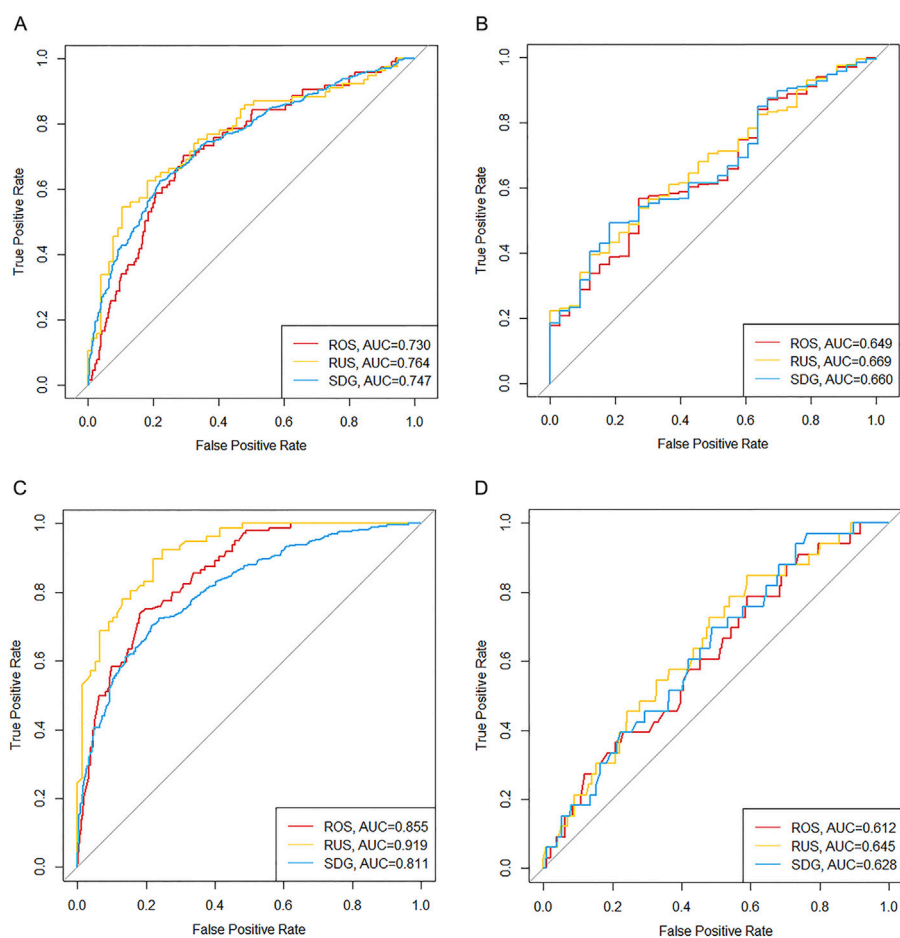 A
True Positive Rate
1.0
0.8
0.6
0.4
0.2
0.0
ROS, AUC=0.730
RUS, AUC=0.764
SDG, AUC=0.747
0.0 0.2 0.4 0.6 0.8 1.0
False Positive Rate
B
True Positive Rate
1.0
0.8
0.6
0.4
0.2
0.0
ROS, AUC=0.649
RUS, AUC=0.669
SDG, AUC=0.660
0.0 0.2 0.4 0.6 0.8 1.0
False Positive Rate
C
True Positive Rate
1.0
0.8
0.6
0.4
0.2
0.0
ROS, AUC=0.855
RUS, AUC=0.919
SDG, AUC=0.811
0.0 0.2 0.4 0.6 0.8 1.0
False Positive Rate
D
True Positive Rate
1.0
0.8
0.6
0.4
0.2
0.0
ROS, AUC=0.612
RUS, AUC=0.645
SDG, AUC=0.628
0.0 0.2 0.4 0.6 0.8 1.0
False Positive Rate